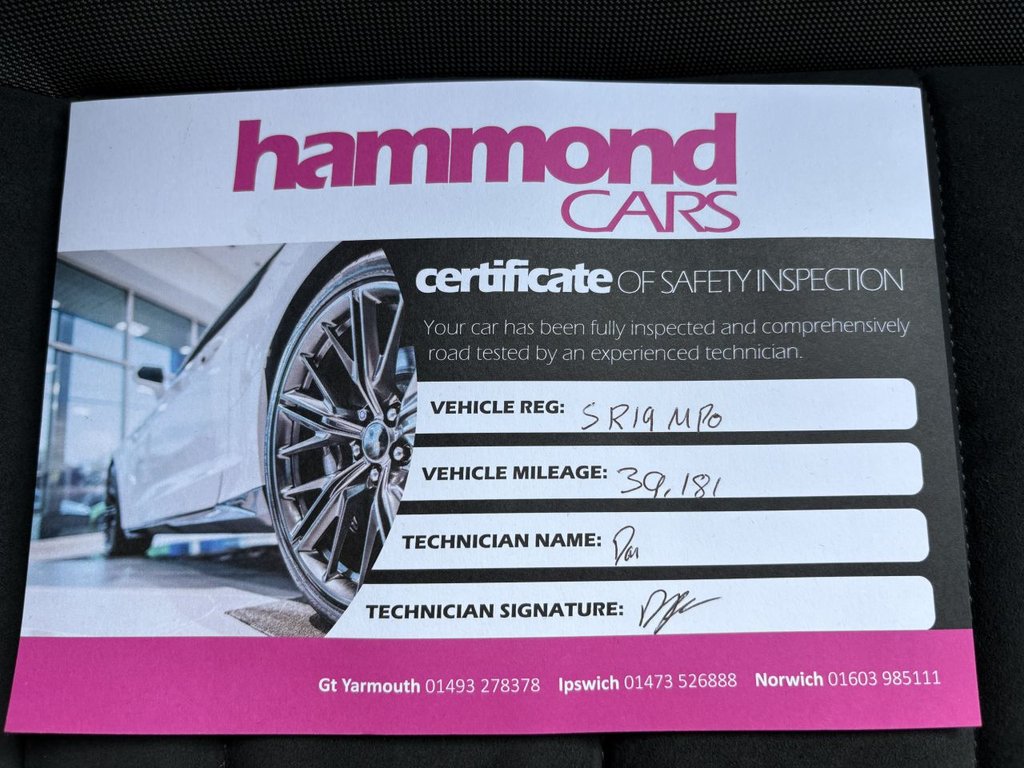 hammond
CARS
certificate OF SAFETY INSPECTION
Your car has been fully inspected and comprehensively
road tested by an experienced technician.
VEHICLE REG: SR19 MPO
VEHICLE MILEAGE: 39,181
TECHNICIAN NAME:
TECHNICIAN SIGNATURE:
Gt Yarmouth 01493 278378 Ipswich 01473 526888 Norwich 01603 985111